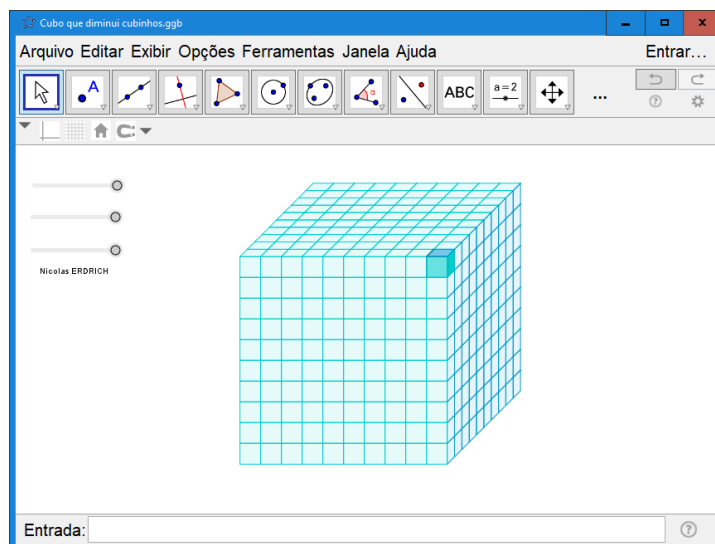 Cubo que diminui cubinhos.ggb
Arquivo Editar Exibir Opções Ferramentas Janela Ajuda Entrar...
A α ABC a=2 ...
Nicolas ERDRICH
Entrada: